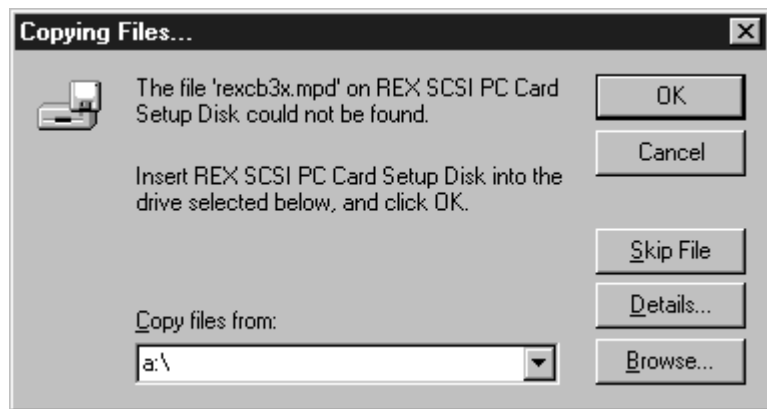 Copying Files...
The file 'rexcb3x.mpd' on REX SCSI PC Card
Setup Disk could not be found.
Insert REX SCSI PC Card Setup Disk into the
drive selected below, and click OK.
Copy files from:
a:\
OK
Cancel
Skip File
Details...
Browse...